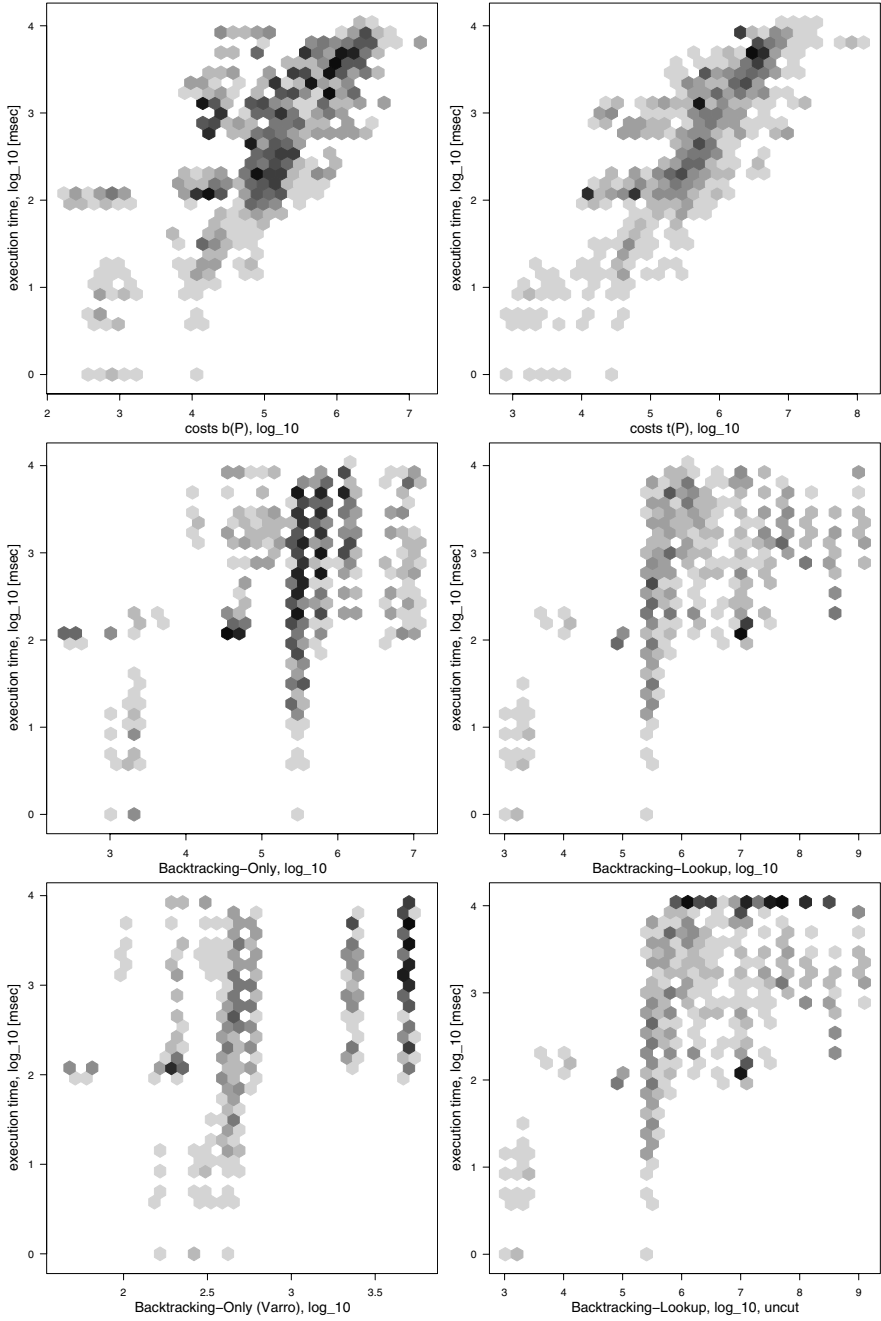 execution time, log_10 [msec]
4
3
2
1
0
2 3 4 5 6 7
costs b(P), log_10
execution time, log_10 [msec]
4
3
2
1
0
3 4 5 6 7 8
costs t(P), log_10
execution time, log_10 [msec]
4
3
2
1
0
3 4 5 6 7
Backtracking−Only, log_10
execution time, log_10 [msec]
4
3
2
1
0
3 4 5 6 7 8 9
Backtracking−Lookup, log_10
execution time, log_10 [msec]
4
3
2
1
0
2 2.5 3 3.5
Backtracking−Only (Varro), log_10
execution time, log_10 [msec]
4
3
2
1
0
3 4 5 6 7 8 9
Backtracking−Lookup, log_10, uncut